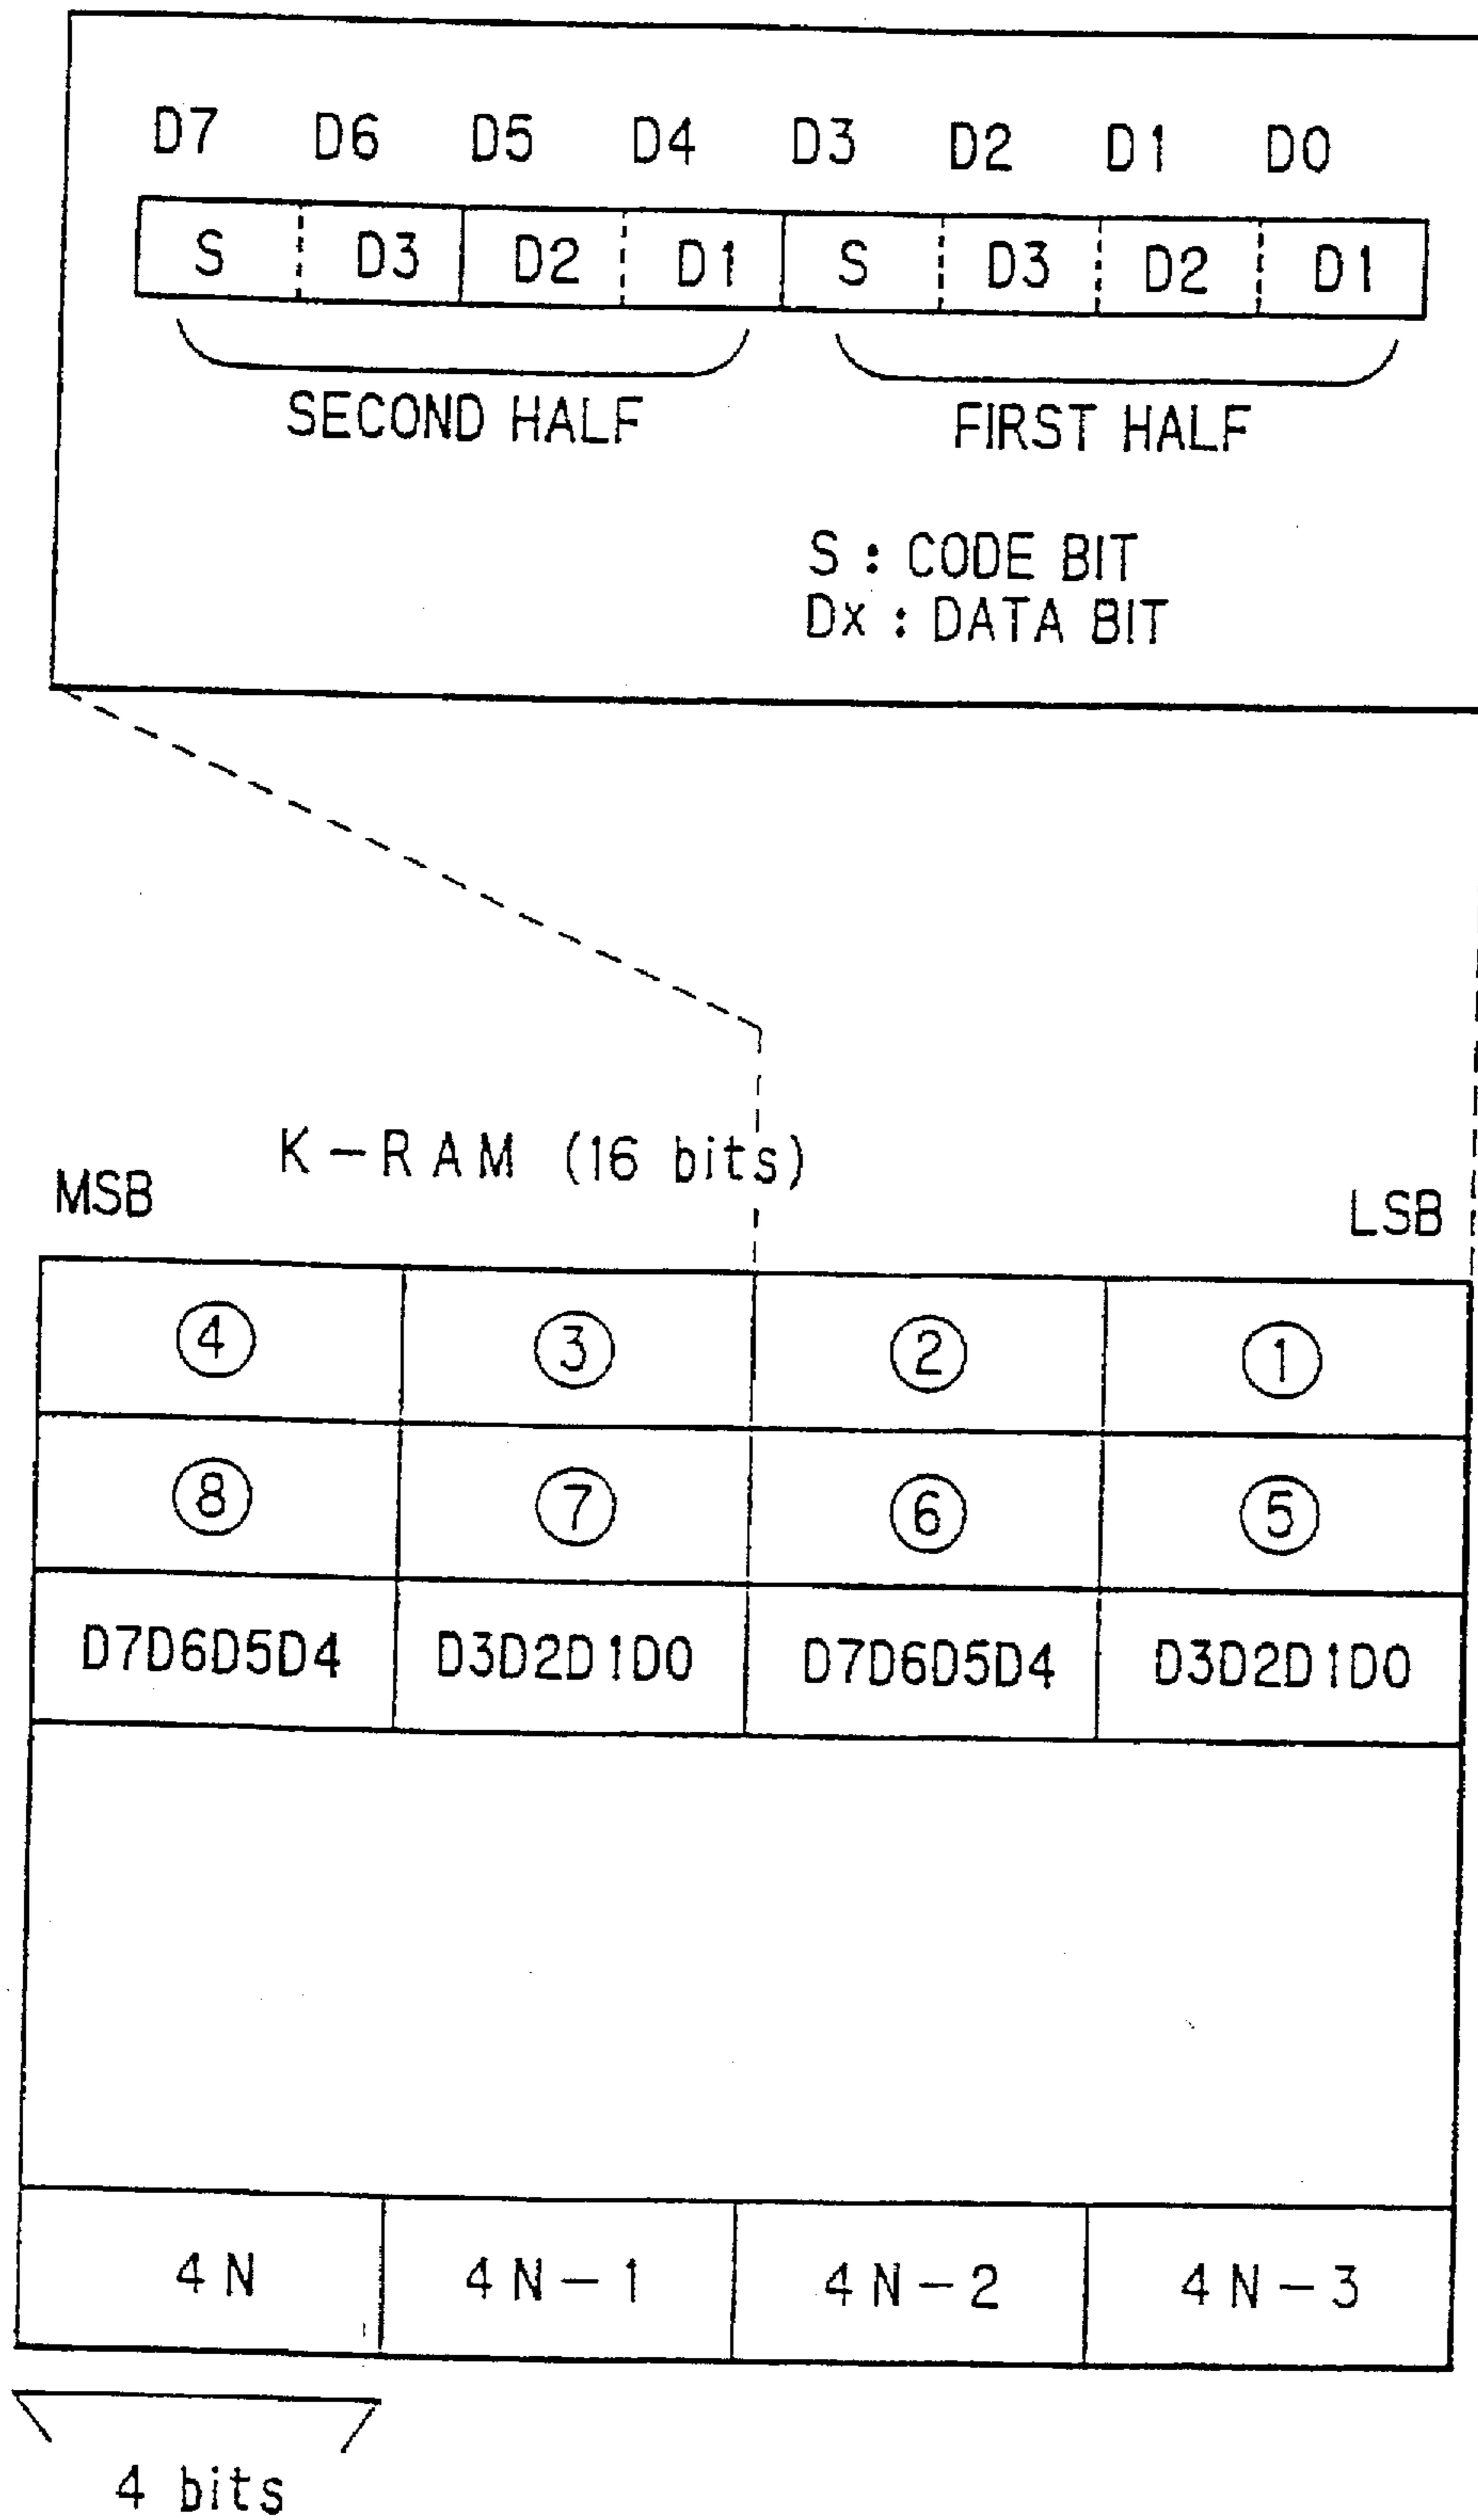 D7 D6 D5 D4 D3 D2 D1 D0
S D3 D2 D1 S D3 D2 D1
SECOND HALF FIRST HALF
S : CODE BIT
Dx : DATA BIT
K-RAM (16 bits)
MSB LSB
④ ③ ② ①
⑧ ⑦ ⑥ ⑤
D7D6D5D4 D3D2D1D0 D7D6D5D4 D3D2D1D0
4N 4N-1 4N-2 4N-3
4 bits